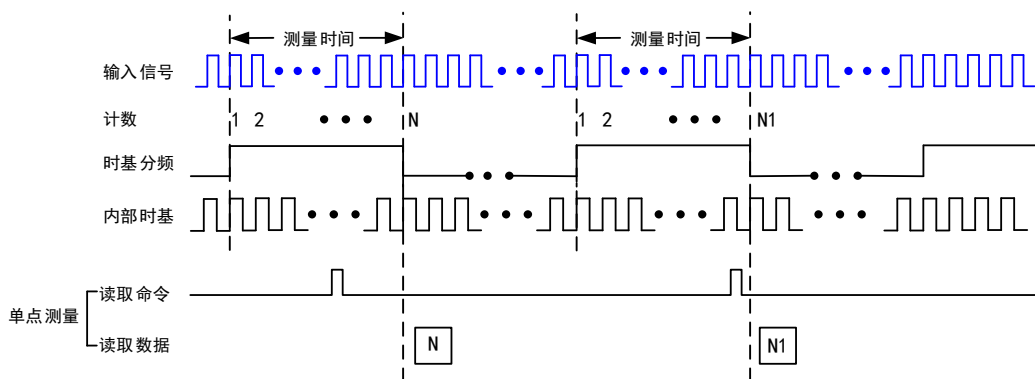 测量时间 测量时间
输入信号
计数 1 2 N 1 2 N1
时基分频
内部时基
读取命令
单点测量
读取数据 N N1